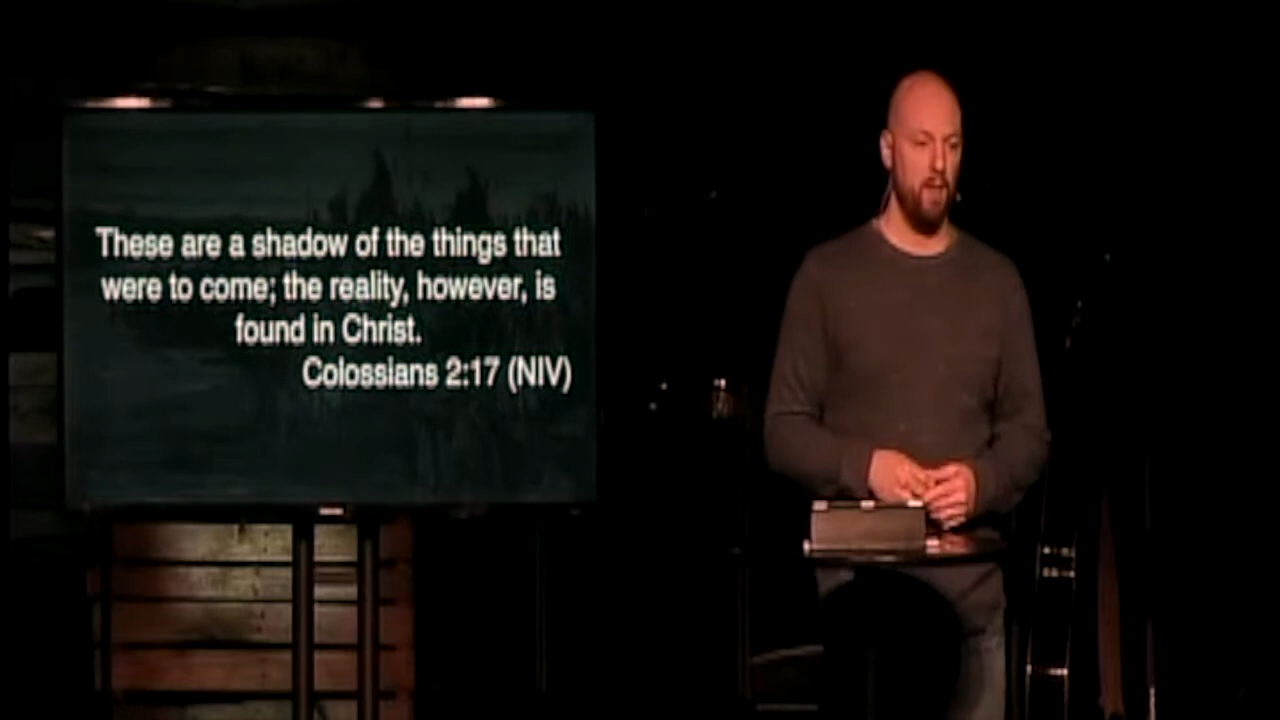 These are a shadow of the things that
were to come; the reality, however, is
found in Christ.
Colossians 2:17 (NIV)